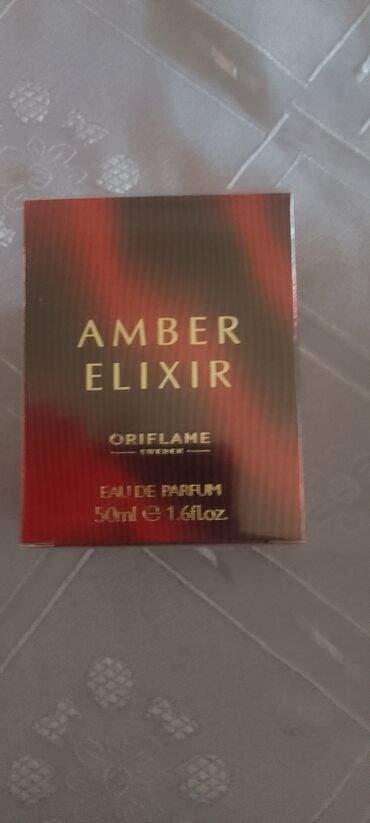 AMBER
ELIXIR
ORIFLAME
SWEDEN
EAU DE PARFUM
50ml e 1.6fl.oz.